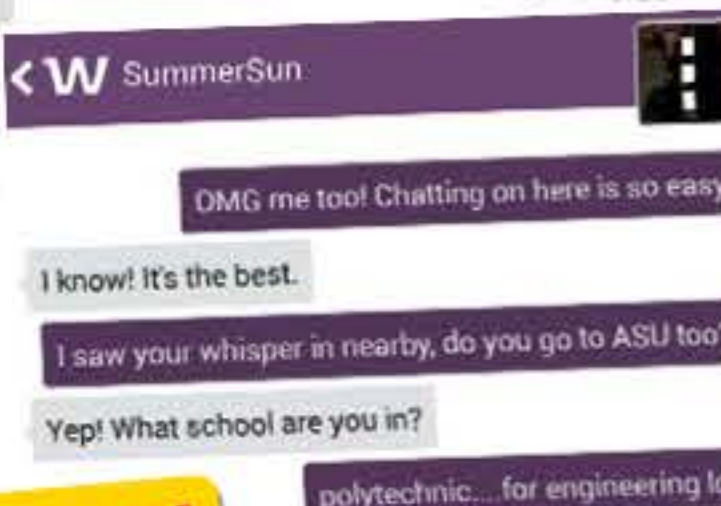 W SummerSun
OMG me too! Chatting on here is so easy
I know! It's the best.
I saw your whisper in nearby, do you go to ASU too
Yep! What school are you in?
polytechnic....for engineering